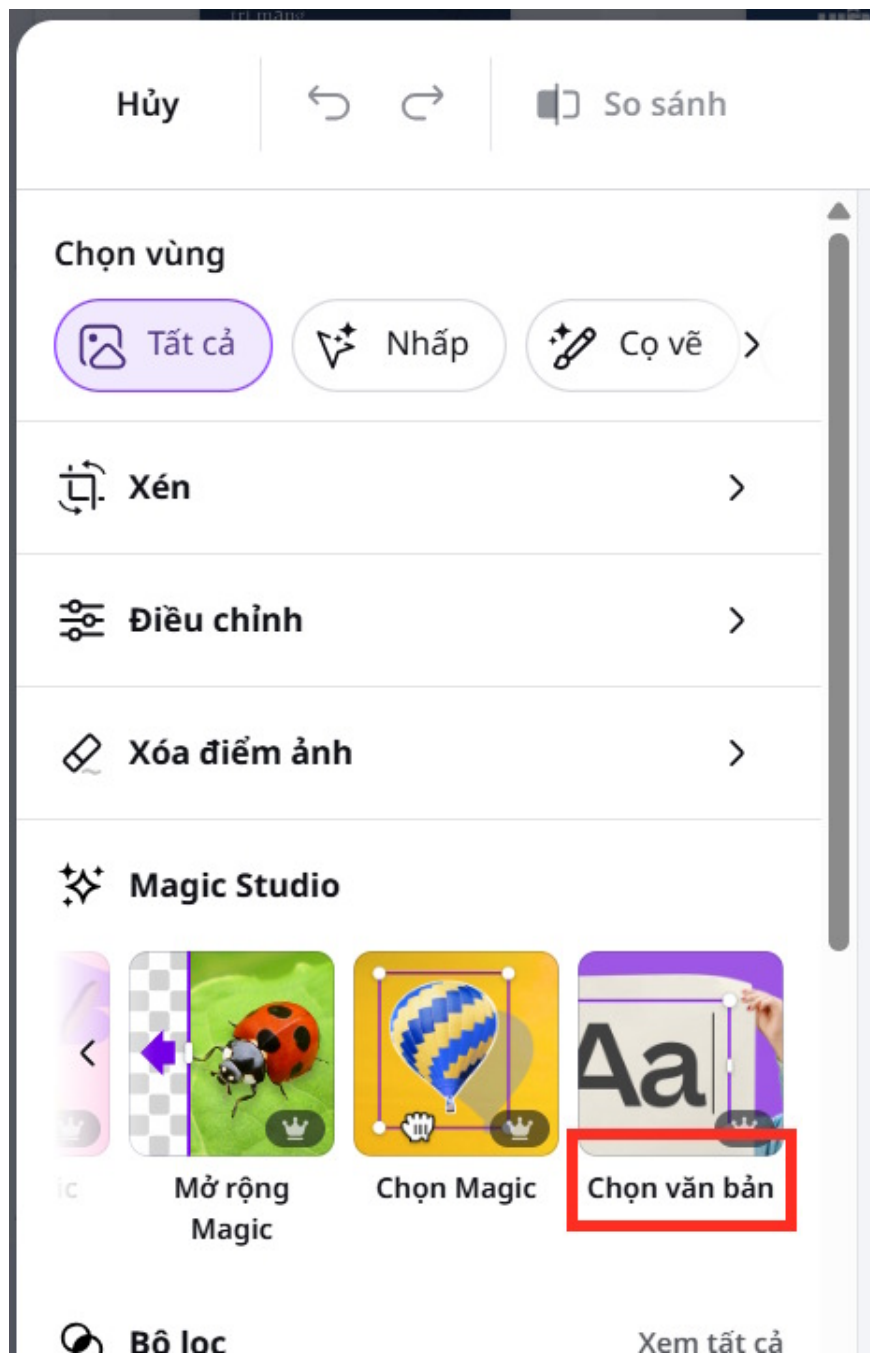 Hủy
So sánh
Chọn vùng
Tất cả
Nhấp
Cọ vẽ
Xén
Điều chỉnh
Xóa điểm ảnh
Magic Studio
Aa
ic
Mở rộng
Magic
Chọn Magic
Chọn văn bản
Bộ lọc
Xem tất cả